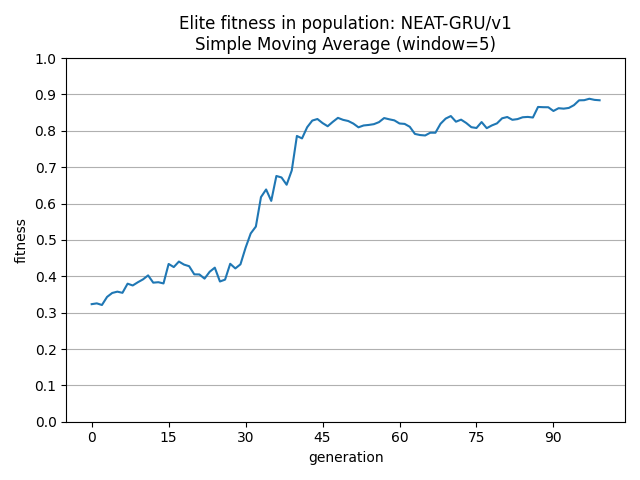 Elite fitness in population: NEAT-GRU/v1
Simple Moving Average (window=5)
1.0
0.9
0.8
0.7
0.6
0.5
0.4
0.3
0.2
0.1
0.0
fitness
0 15 30 45 60 75 90
generation